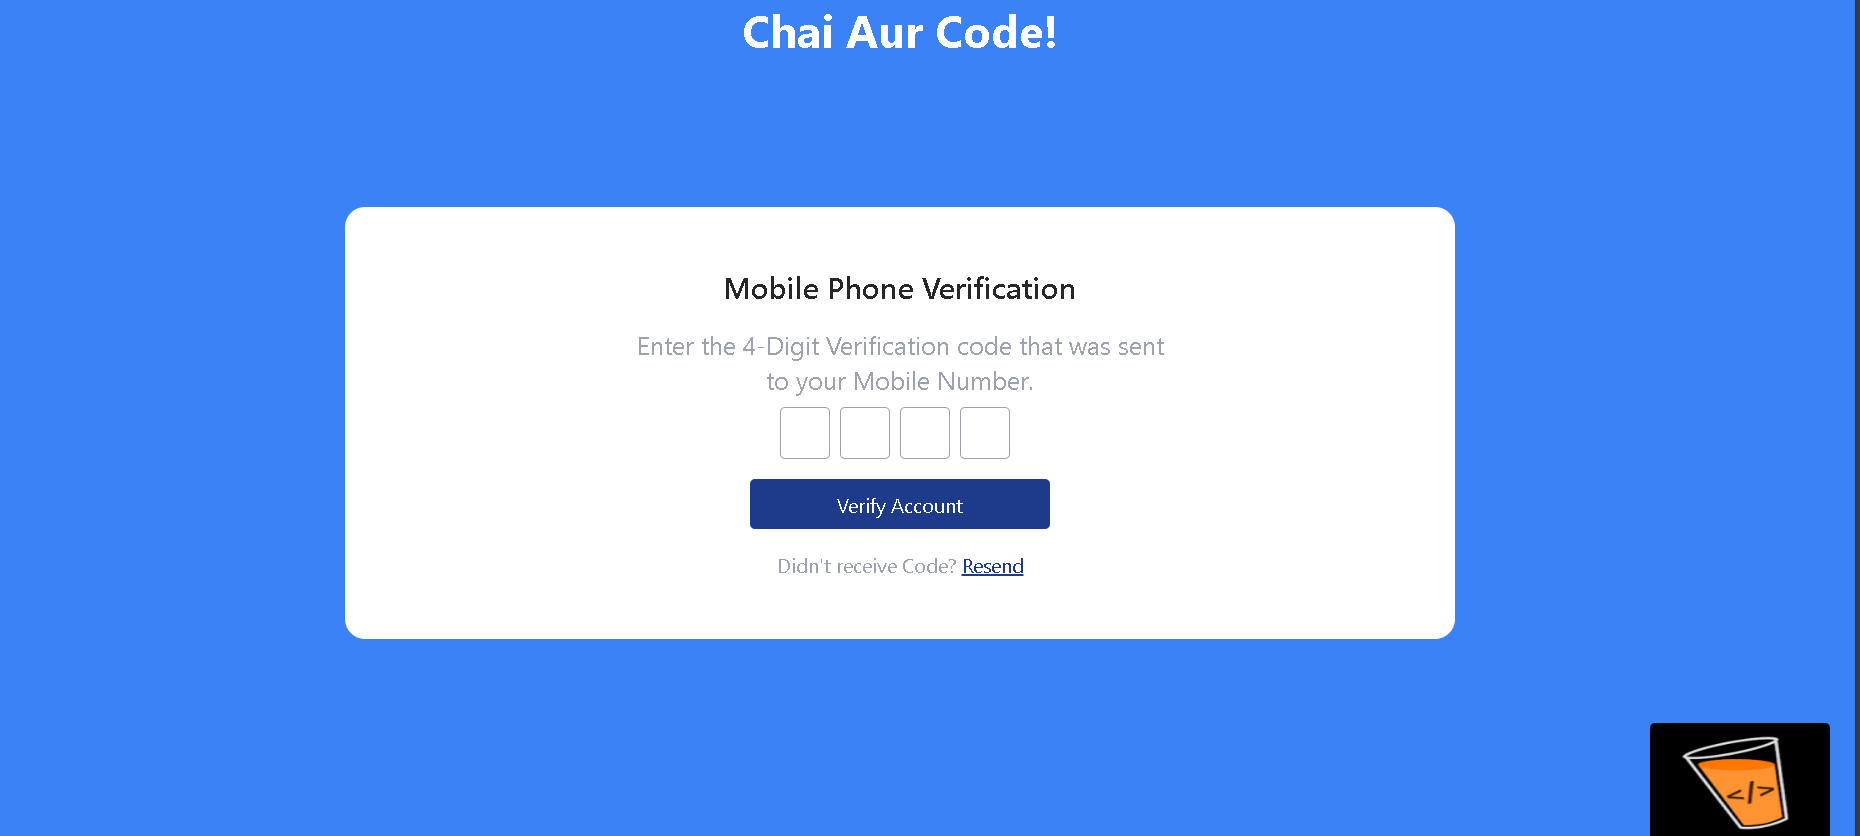 Chai Aur Code!
Mobile Phone Verification
Enter the 4-Digit Verification code that was sent
to your Mobile Number.
Verify Account
Didn't receive Code? Resend
</>